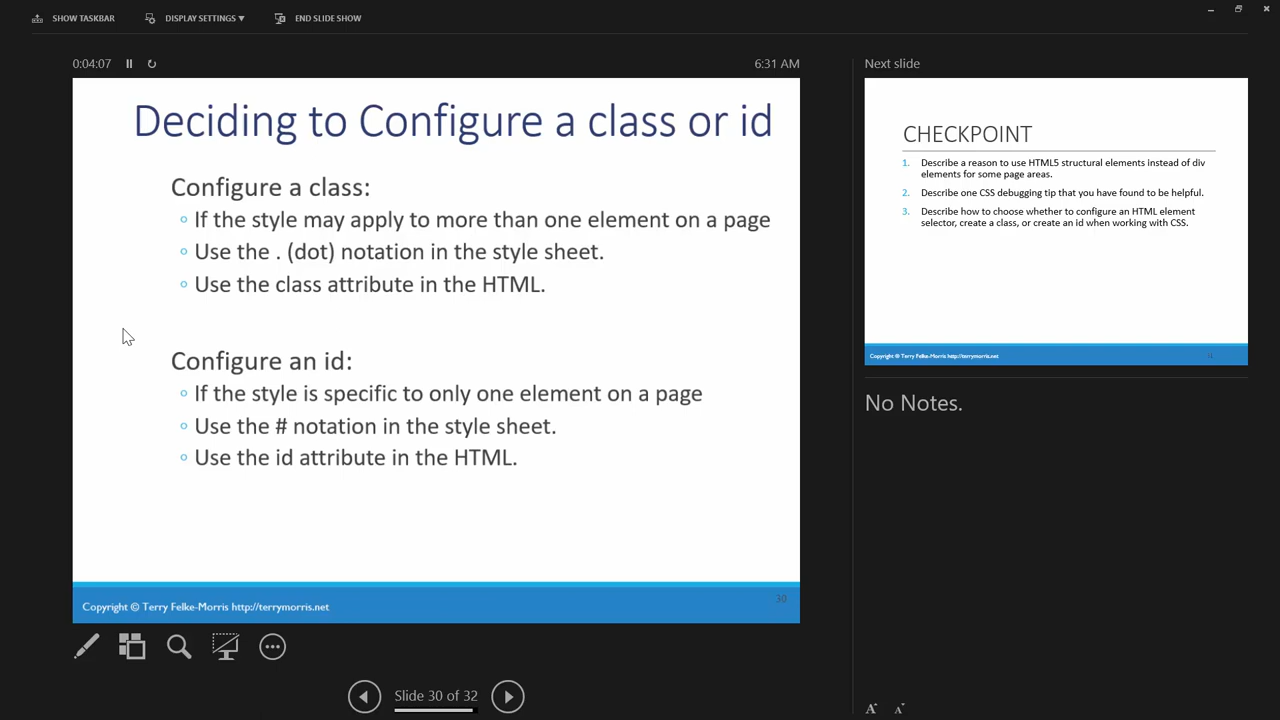 SHOW TASKBAR
DISPLAY SETTINGS ▼
END SLIDE SHOW
0:04:07
6:31 AM
Deciding to Configure a class or id
Configure a class:
If the style may apply to more than one element on a page
Use the . (dot) notation in the style sheet.
Use the class attribute in the HTML.
Configure an id:
If the style is specific to only one element on a page
Use the # notation in the style sheet.
Use the id attribute in the HTML.
Copyright © Terry Felke-Morris http://terrymorris.net
30
Slide 30 of 32
Next slide
CHECKPOINT
1. Describe a reason to use HTML5 structural elements instead of div
elements for some page areas.
2. Describe one CSS debugging tip that you have found to be helpful.
3. Describe how to choose whether to configure an HTML element
selector, create a class, or create an id when working with CSS.
Copyright © Terry Felke-Morris http://terrymorris.net
No Notes.
A
A